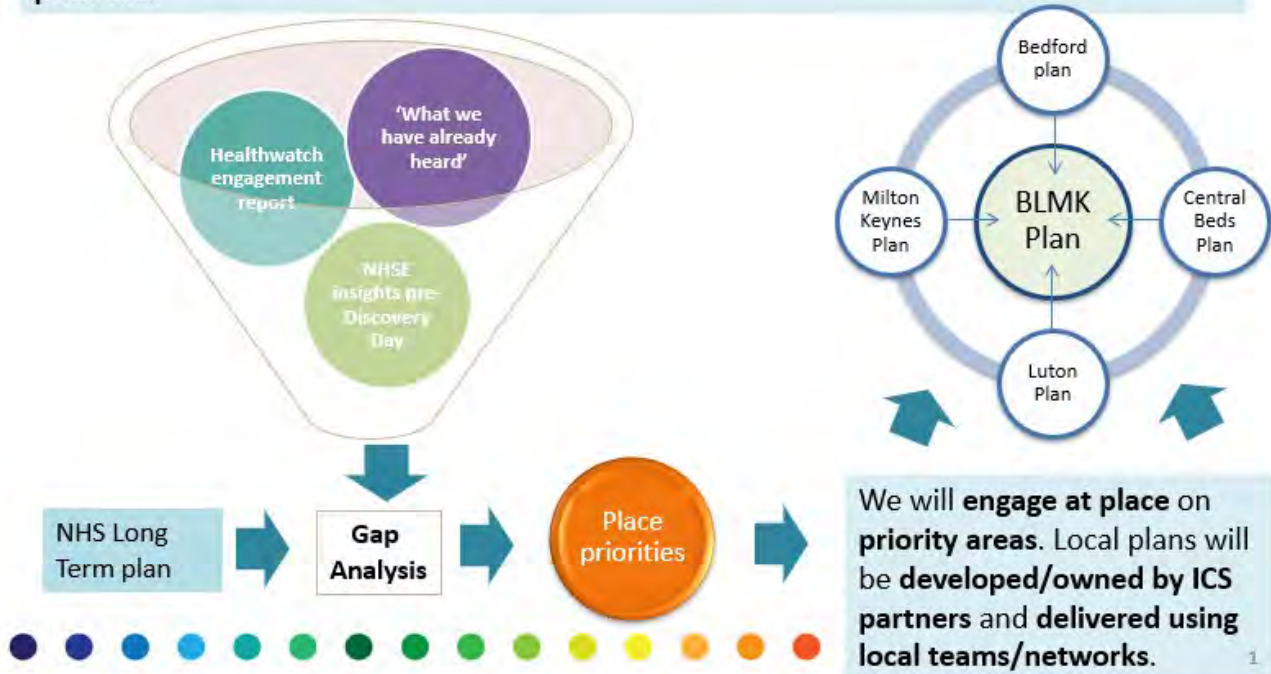 'What we
have already
heard'
Healthwatch
engagement
report
NHSE
insights pre-
Discovery
Day
Bedford
plan
Milton
Keynes
Plan
BLMK
Plan
Central
Beds
Plan
Luton
Plan
NHS Long
Term plan
Gap
Analysis
Place
priorities
We will engage at place on
priority areas. Local plans will
be developed/owned by ICS
partners and delivered using
local teams/networks.
1